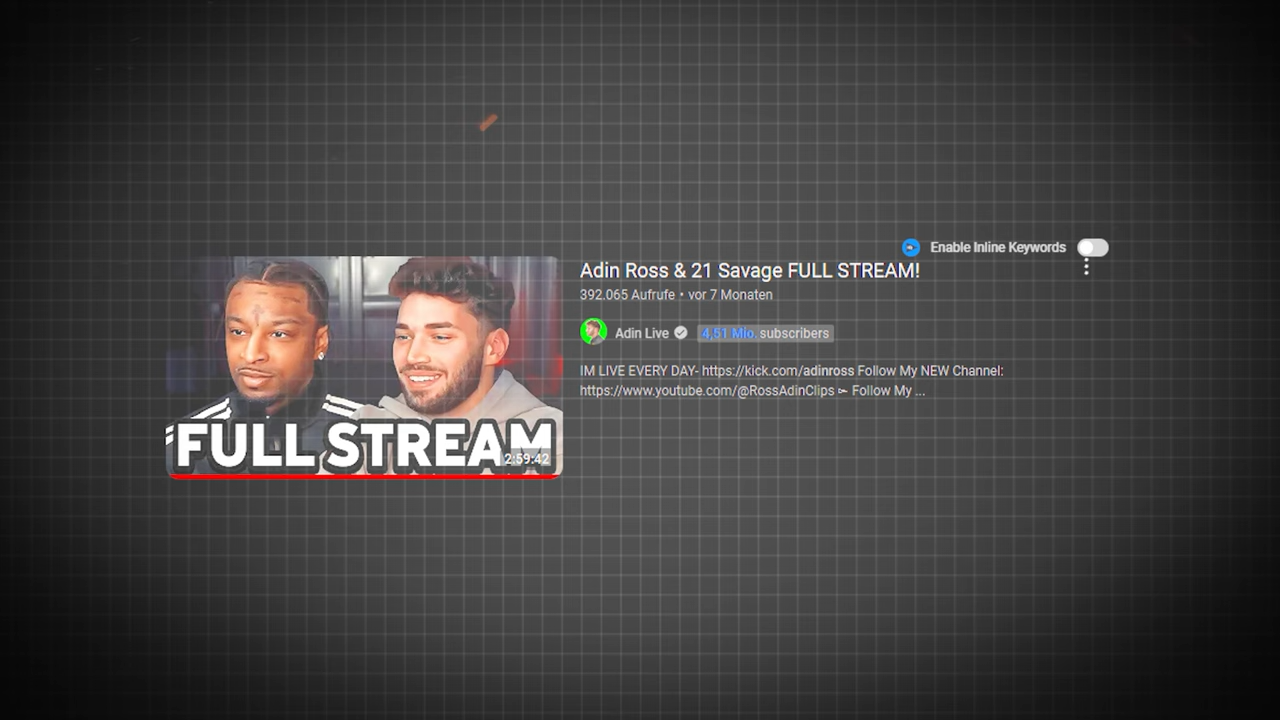 Enable Inline Keywords
Adin Ross & 21 Savage FULL STREAM!
392.065 Aufrufe • vor 7 Monaten
Adin Live 4,51 Mio. subscribers
IM LIVE EVERY DAY- https://kick.com/adinross Follow My NEW Channel:
https://www.youtube.com/@RossAdinClips ➳ Follow My ...
FULL STREAM
2:59:42